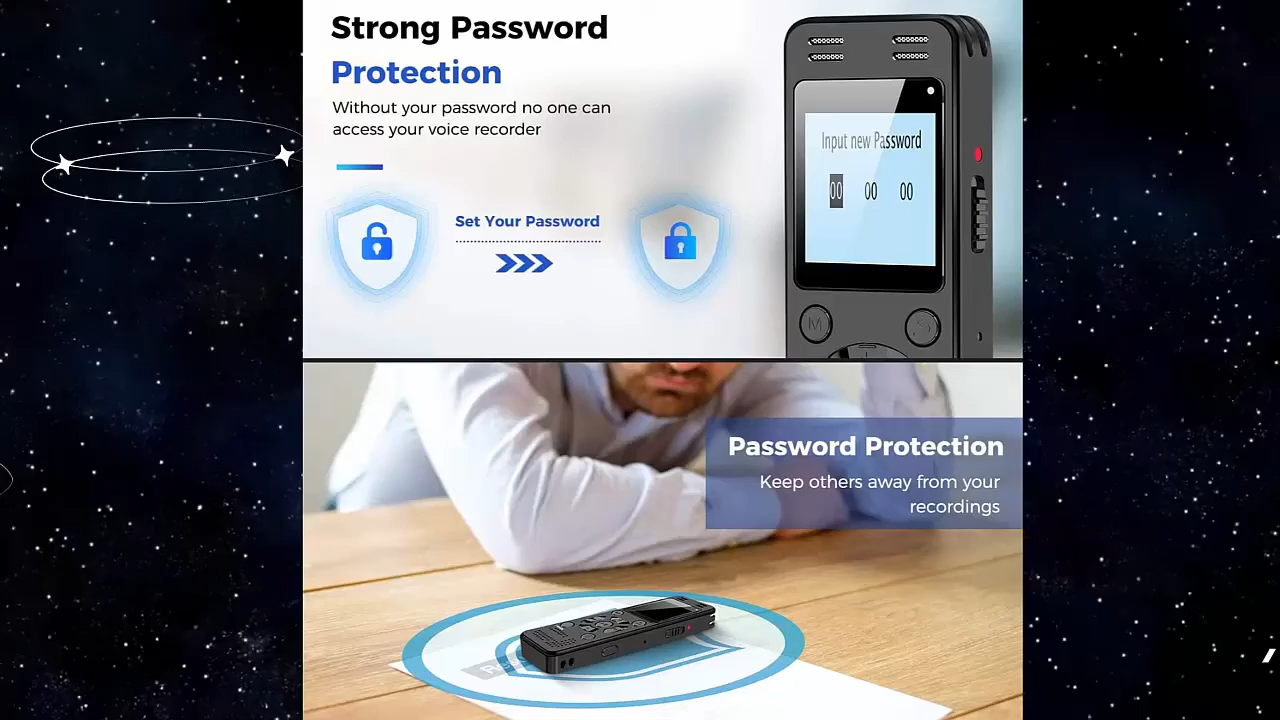 Strong Password
Protection
Without your password no one can
access your voice recorder
Set Your Password
Input new Password
00 00 00
M
Password Protection
Keep others away from your
recordings